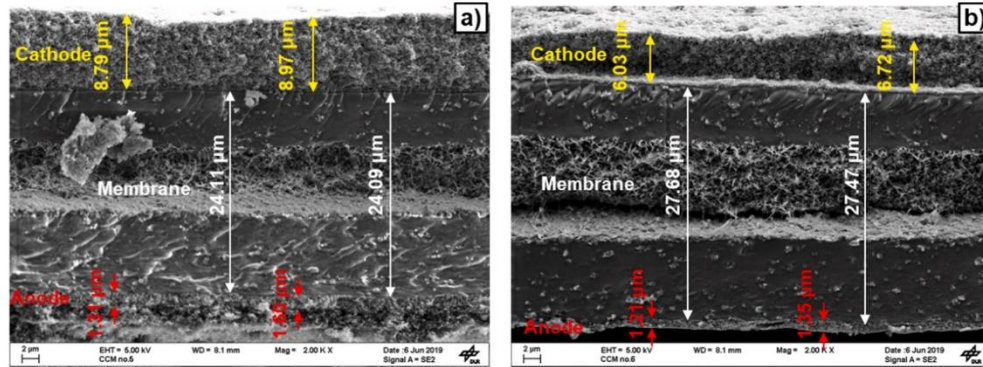 a)
Cathode
8.79 µm
8.97 µm
Membrane
24.11 µm
24.09 µm
Anode
1.31 µm
µm
2 µm
EHT = 5.00 kV
WD = 8.1 mm
Mag = 2.00 K X
Date :6 Jun 2019
CCM no.5
Signal A = SE2
DLR
b)
Cathode
6.03 µm
6.72 µm
Membrane
27.68 µm
27.47 µm
Anode
1.21 µm
1.35 µm
2 µm
EHT = 5.00 kV
WD = 8.1 mm
Mag = 2.00 K X
Date :6 Jun 2019
CCM no.6
Signal A = SE2
DLR